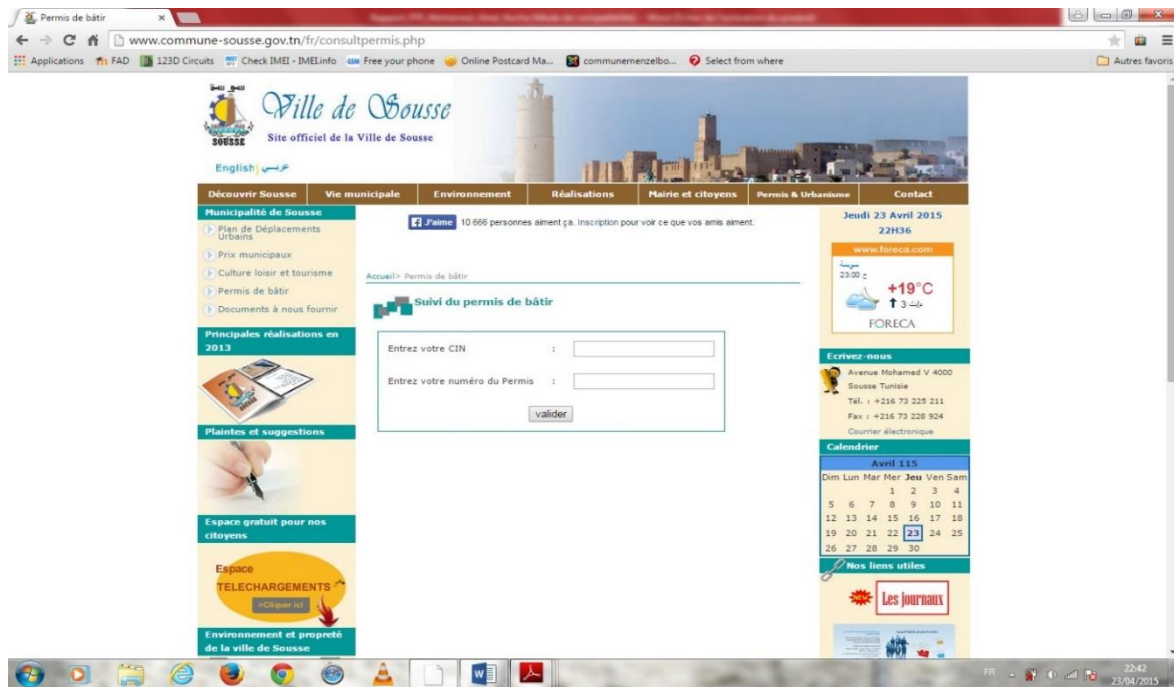 Permis de bâtir
www.commune-sousse.gov.tn/fr/consultpermis.php
Applications
FAD
123D Circuits
Check IMEI - IMEI.info
Free your phone
Online Postcard Ma...
communemenzelbo...
Select from where
Autres favoris
SOUSSE
Ville de Sousse
Site officiel de la Ville de Sousse
English عربي
Découvrir Sousse
Vie municipale
Environnement
Réalisations
Mairie et citoyens
Permis & Urbanisme
Contact
Municipalité de Sousse
Plan de Déplacements
Urbains
Prix municipaux
Culture loisir et tourisme
Permis de bâtir
Documents à nous fournir
Principales réalisations en
2013
Plaintes et suggestions
Espace gratuit pour nos
citoyens
Espace
TELECHARGEMENTS
>Cliquer ici
Environnement et propreté
de la ville de Sousse
J'aime 10 666 personnes aiment ça. Inscription pour voir ce que vos amis aiment.
Accueil> Permis de bâtir
Suivi du permis de bâtir
Entrez votre CIN :
Entrez votre numéro du Permis :
valider
Jeudi 23 Avril 2015
22H36
www.foreca.com
سوسة
23:00
+19°C
3
FORECA
Ecrivez-nous
Avenue Mohamed V 4000
Sousse Tunisie
Tél. : +216 73 225 211
Fax : +216 73 228 924
Courrier électronique
Calendrier
Avril 115
Dim Lun Mar Mer Jeu Ven Sam
1 2 3 4
5 6 7 8 9 10 11
12 13 14 15 16 17 18
19 20 21 22 23 24 25
26 27 28 29 30
Nos liens utiles
NEW
Les journaux
FR
22:42
23/04/2015